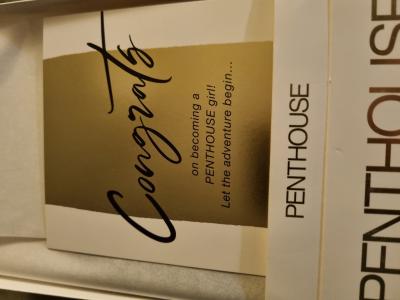 Congrats
on becoming a
PENTHOUSE girl!
Let the adventure begin...
PENTHOUSE
PENTHOUSE